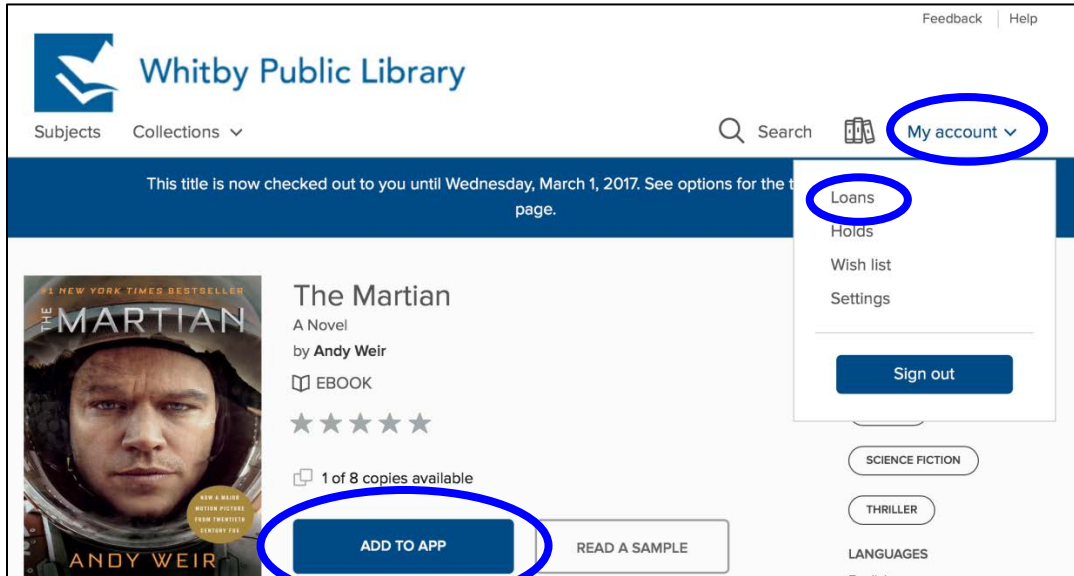 Feedback Help
Whitby Public Library
Subjects Collections Search My account
This title is now checked out to you until Wednesday, March 1, 2017. See options for the
page.
Loans
Holds
Wish list
Settings
Sign out
#1 NEW YORK TIMES BESTSELLER
THE MARTIAN
NOW A MAJOR
MOTION PICTURE
FROM TWENTIETH
CENTURY FOX
ANDY WEIR
The Martian
A Novel
by Andy Weir
EBOOK
1 of 8 copies available
ADD TO APP READ A SAMPLE
SCIENCE FICTION
THRILLER
LANGUAGES